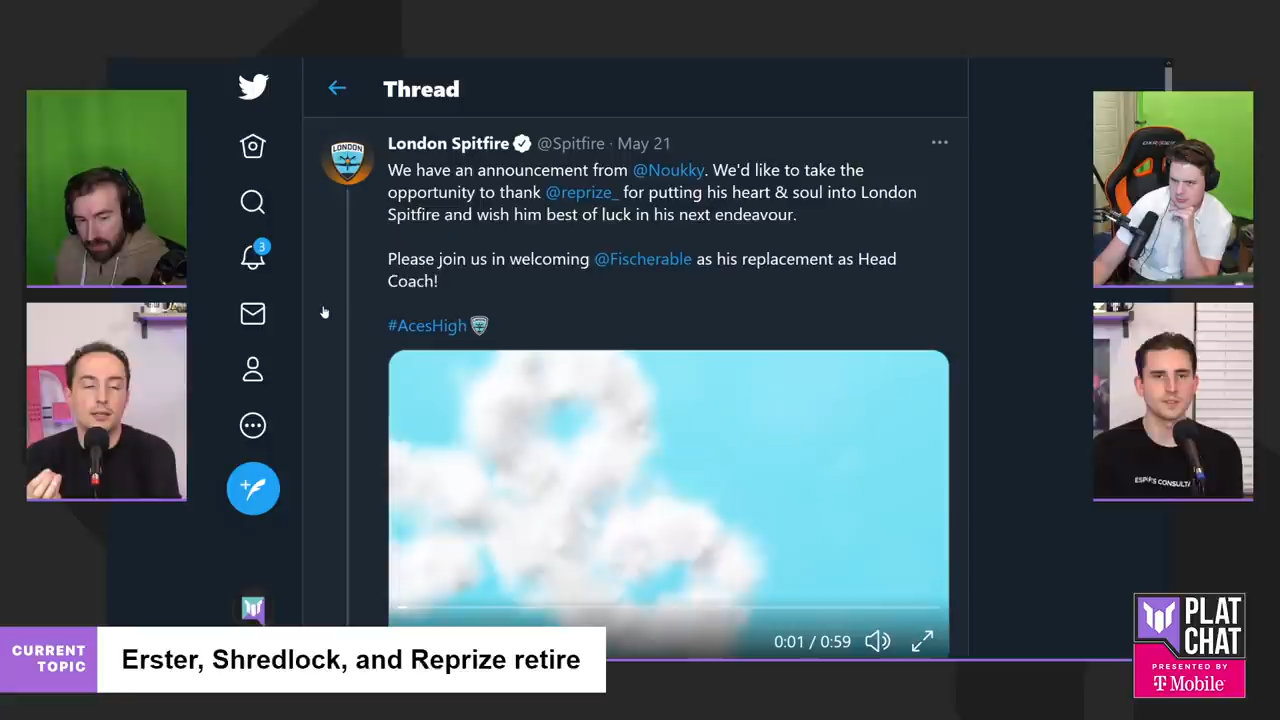 Thread
London Spitfire @Spitfire · May 21
We have an announcement from @Noukky. We'd like to take the
opportunity to thank @reprize_ for putting his heart & soul into London
Spitfire and wish him best of luck in his next endeavour.
Please join us in welcoming @Fischerable as his replacement as Head
Coach!
#AcesHigh
LONDON
3
0:01 / 0:59
CURRENT
TOPIC
Erster, Shredlock, and Reprize retire
PLAT
CHAT
PRESENTED BY
T Mobile